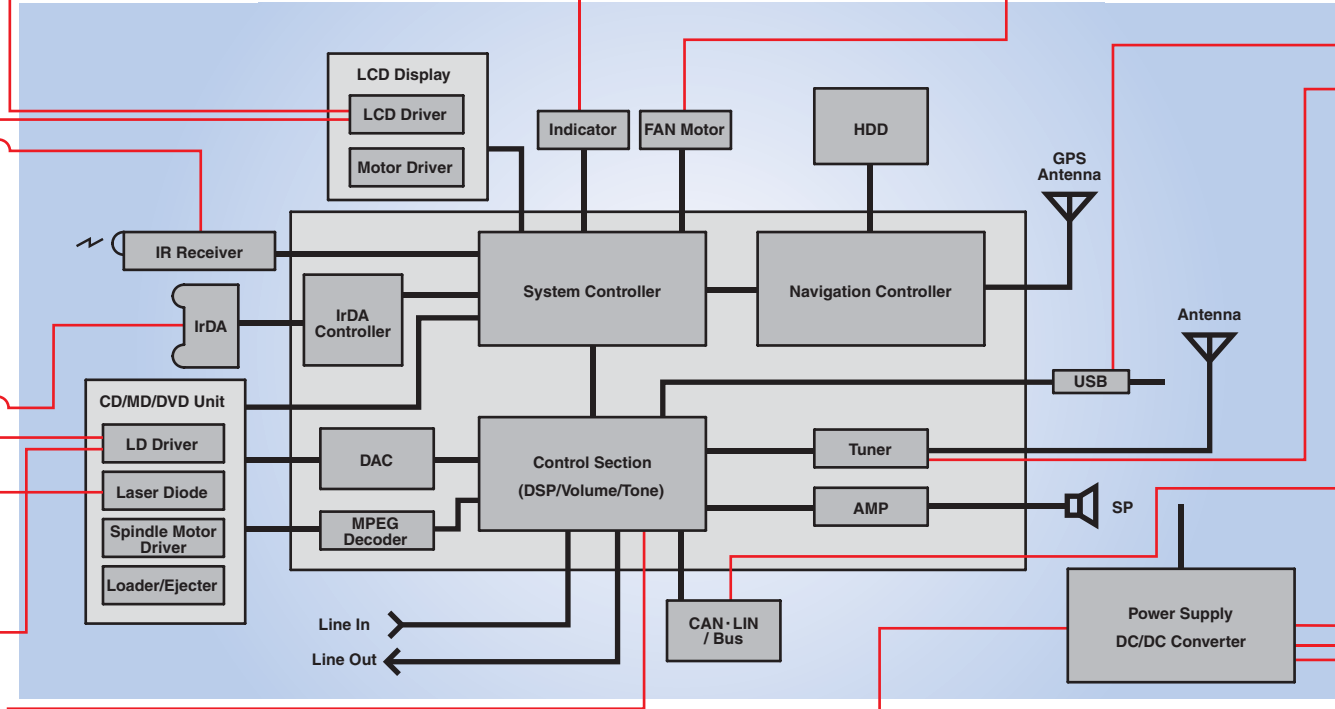 LCD Display
LCD Driver
Motor Driver
Indicator
FAN Motor
HDD
GPS
Antenna
IR Receiver
IrDA
IrDA
Controller
System Controller
Navigation Controller
Antenna
USB
CD/MD/DVD Unit
LD Driver
Laser Diode
Spindle Motor
Driver
Loader/Ejecter
DAC
MPEG
Decoder
Control Section
(DSP/Volume/Tone)
Tuner
AMP
SP
Line In
Line Out
CAN·LIN
/ Bus
Power Supply
DC/DC Converter